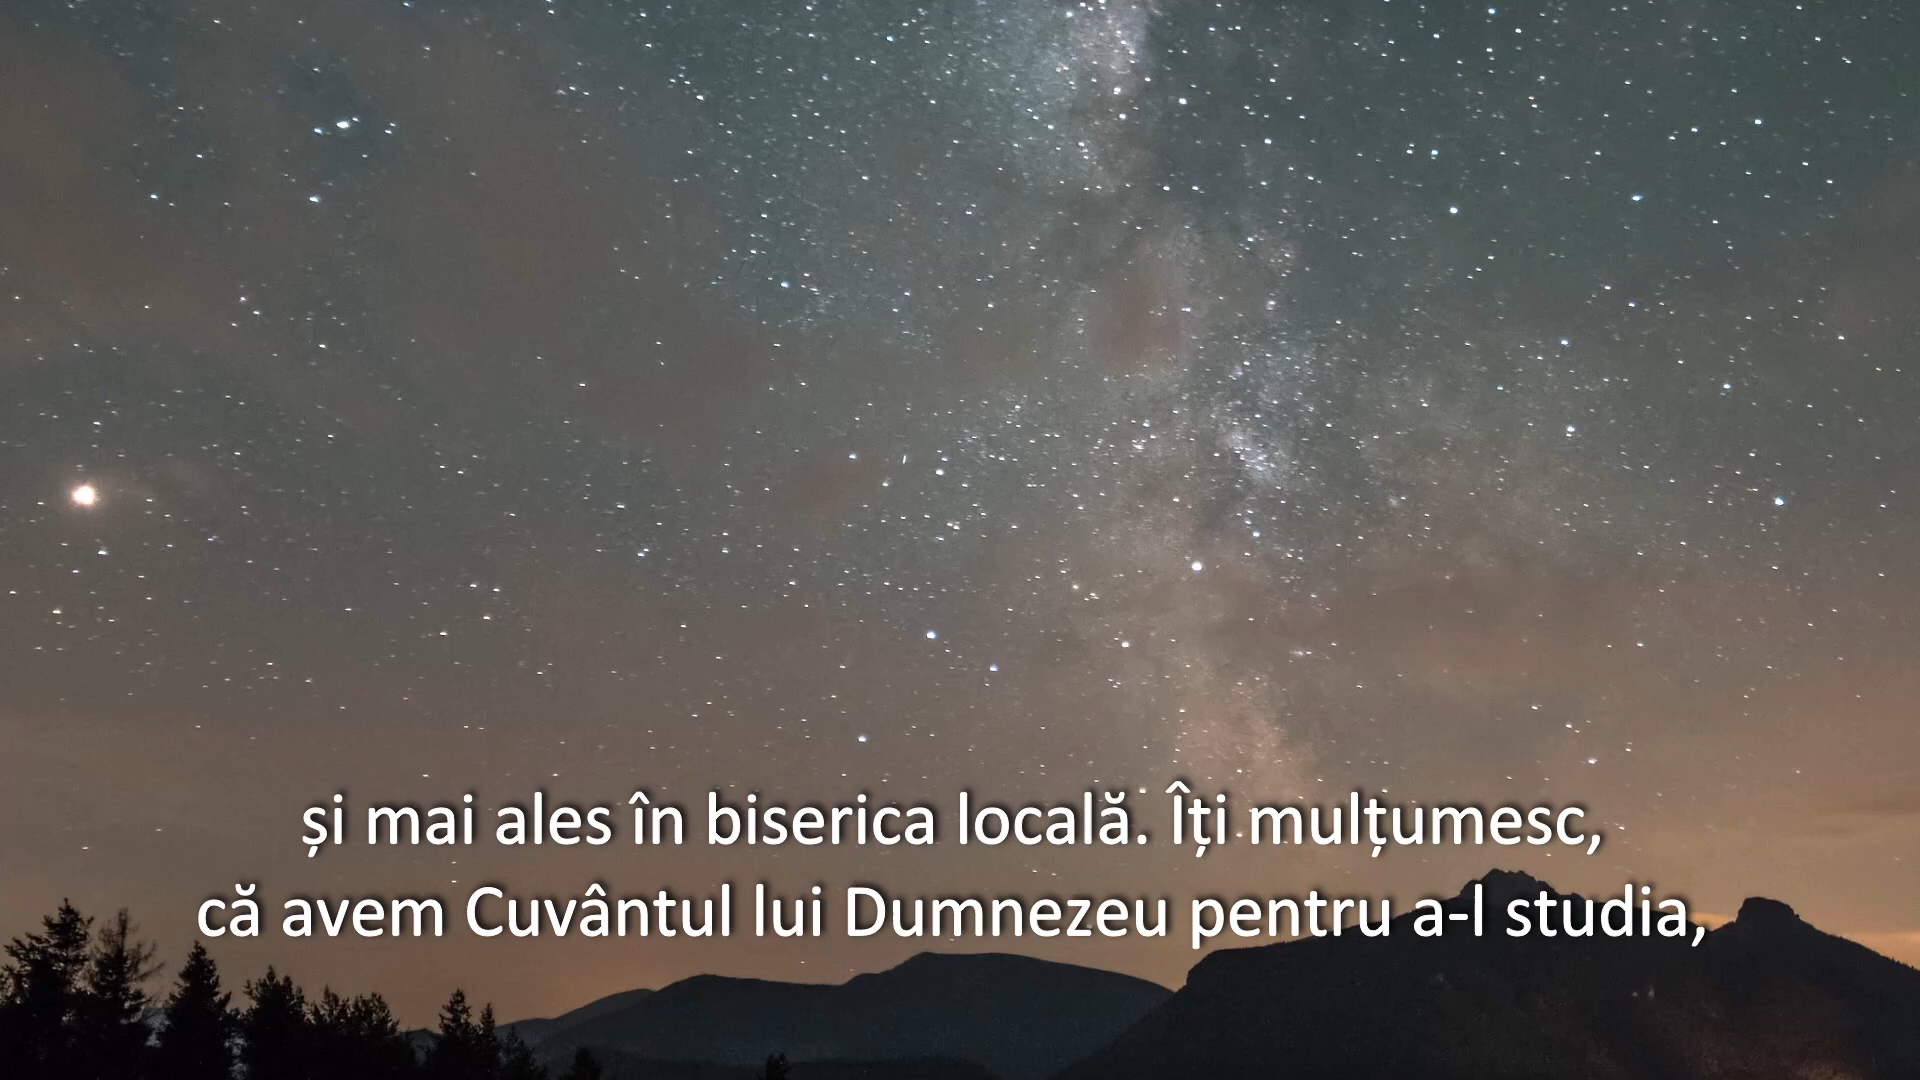 și mai ales în biserica locală. Îți mulțumesc,
că avem Cuvântul lui Dumnezeu pentru a-l studia,